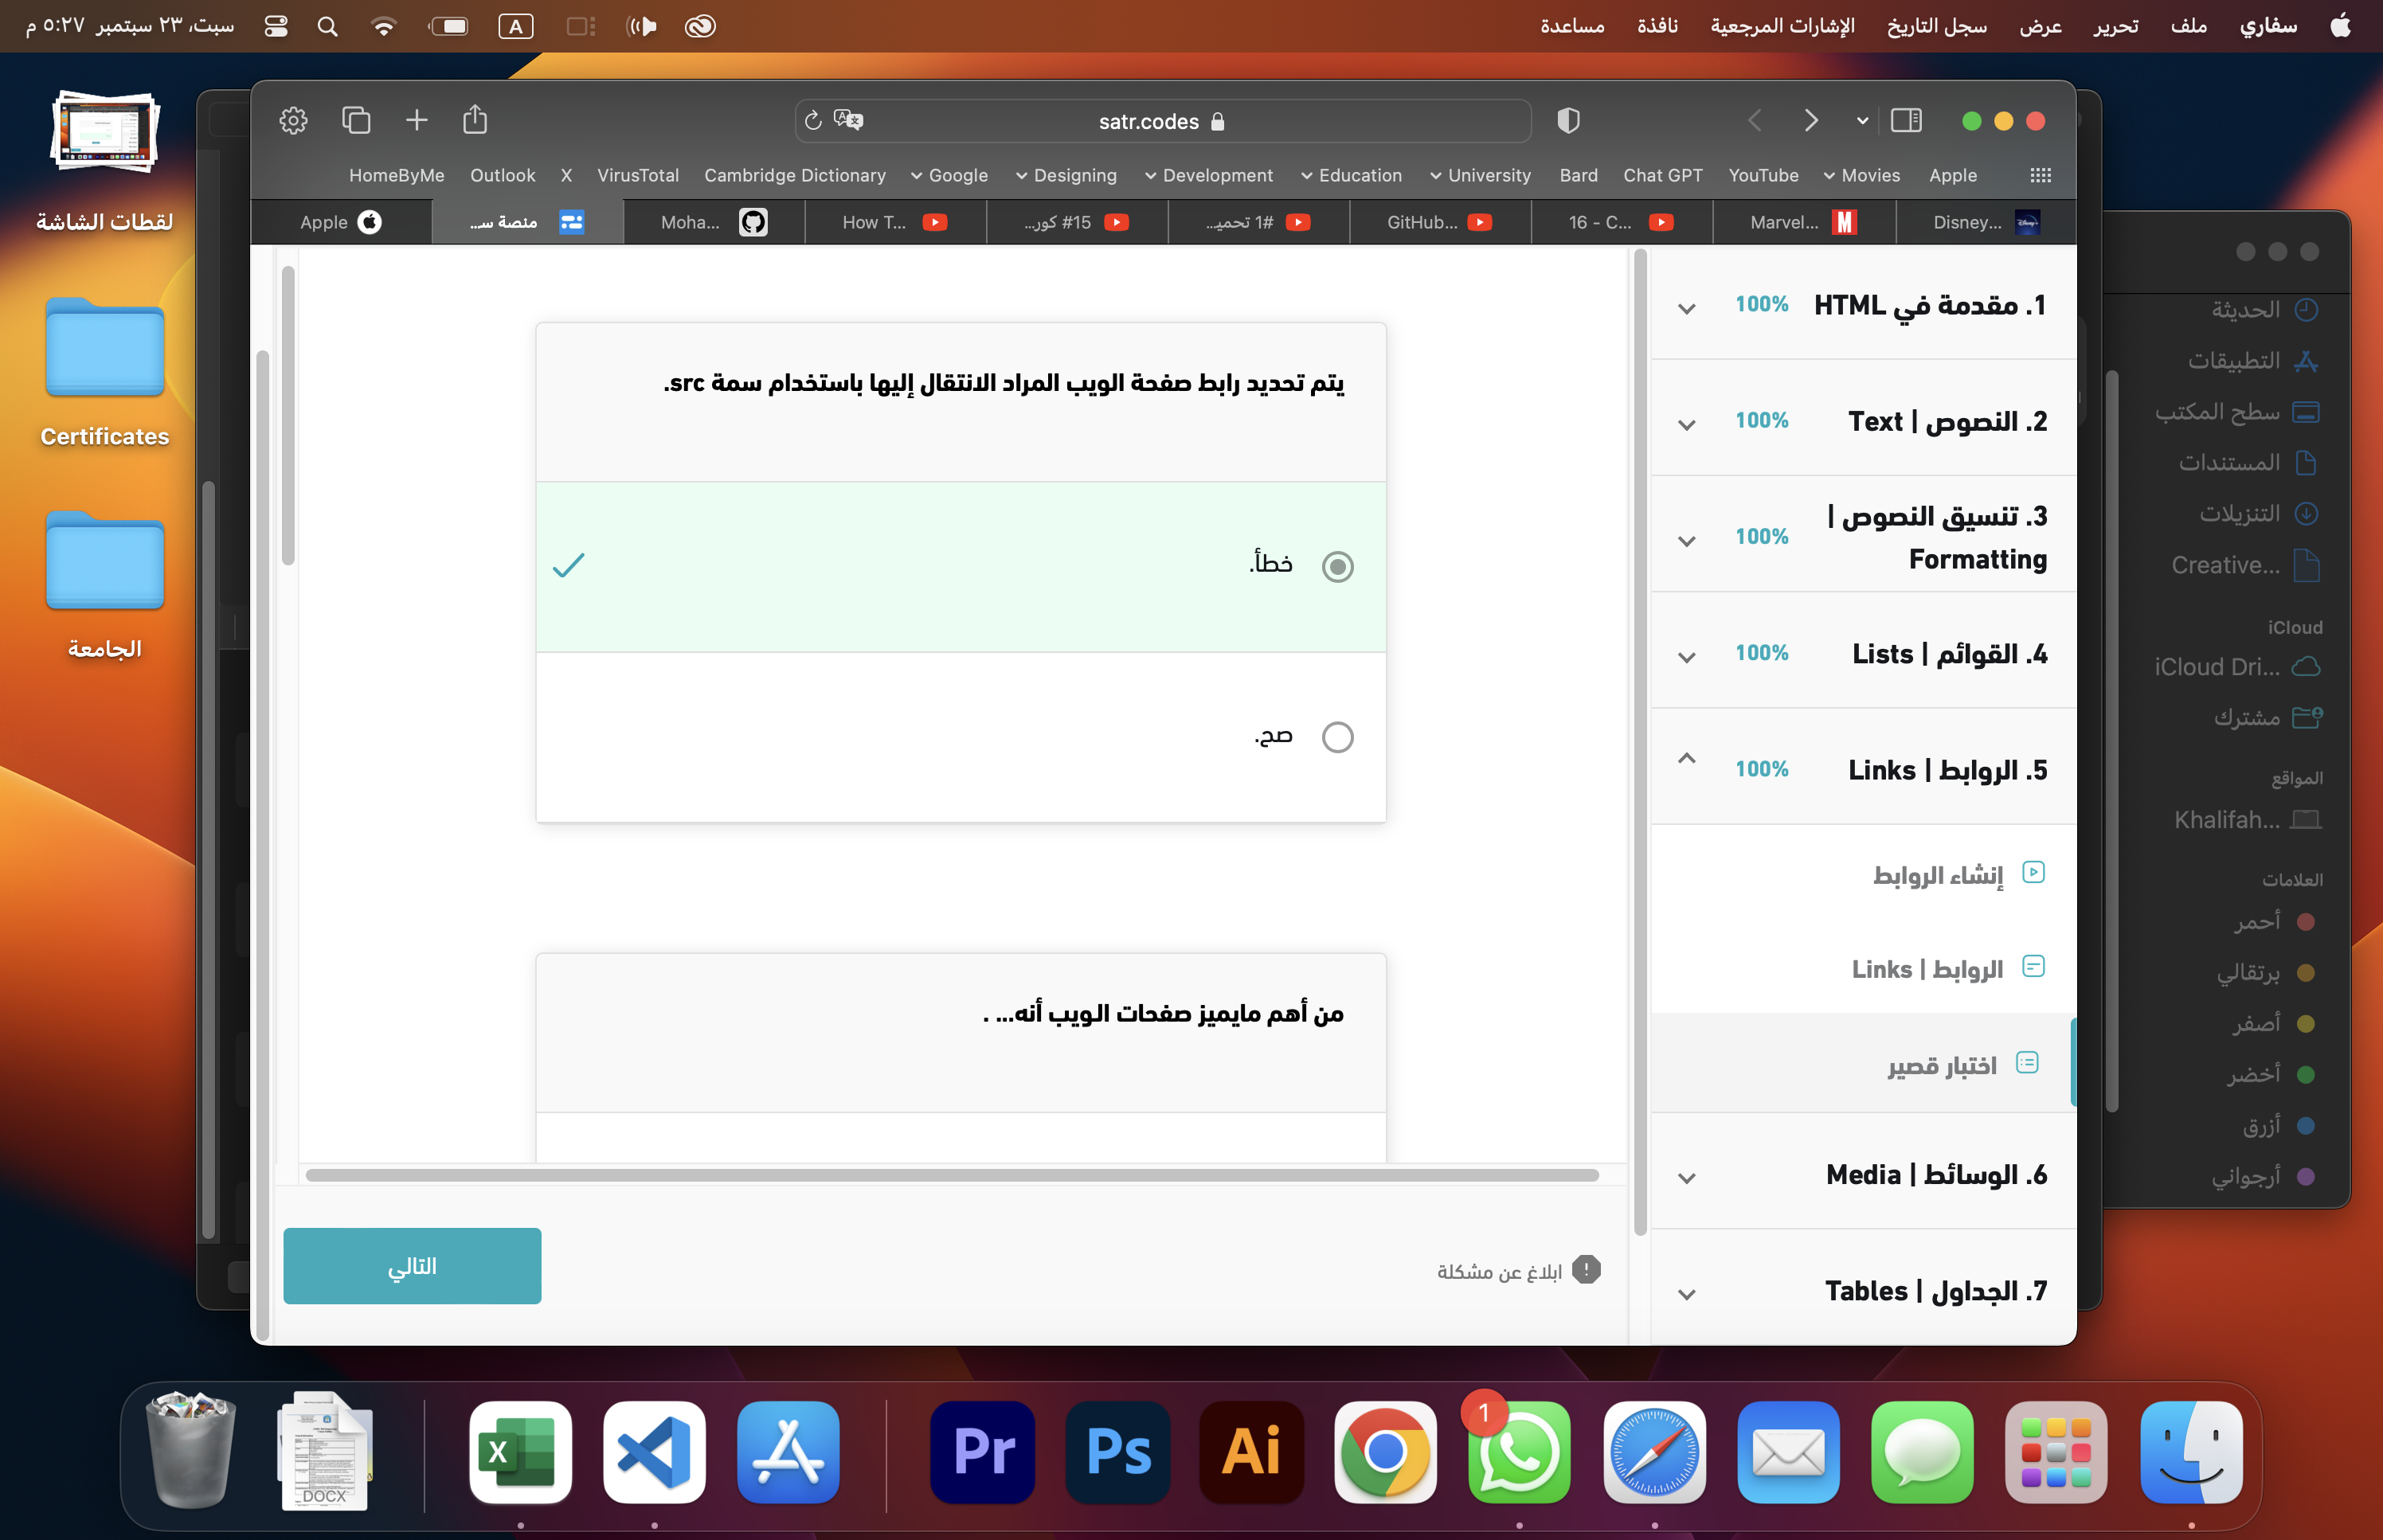 سفاري ملف تحرير عرض سجل التاريخ الإشارات المرجعية نافذة مساعدة
A
سبت، ٢٣ سبتمبر ٥:٢٧ م
satr.codes
HomeByMe Outlook X VirusTotal Cambridge Dictionary Google Designing Development Education University Bard Chat GPT YouTube Movies Apple
Apple
منصة س...
Moha...
How T...
#15 كور...
#1 تحميـ...
GitHub...
16 - C...
Marvel...
Disney...
1. مقدمة في HTML 100%
2. النصوص | Text 100%
3. تنسيق النصوص |
Formatting 100%
4. القوائم | Lists 100%
5. الروابط | Links 100%
إنشاء الروابط
الروابط | Links
اختبار قصير
6. الوسائط | Media
7. الجداول | Tables
يتم تحديد رابط صفحة الويب المراد الانتقال إليها باستخدام سمة src.
خطأ.
صح.
من أهم مايميز صفحات الويب أنه... .
ابلاغ عن مشكلة
التالي
الحديثة
التطبيقات
سطح المكتب
المستندات
التنزيلات
Creative...
iCloud
iCloud Dri...
مشترك
المواقع
Khalifah...
العلامات
أحمر
برتقالي
أصفر
أخضر
أزرق
أرجواني
لقطات الشاشة
Certificates
الجامعة
DOCX
X
Pr
Ps
Ai
1